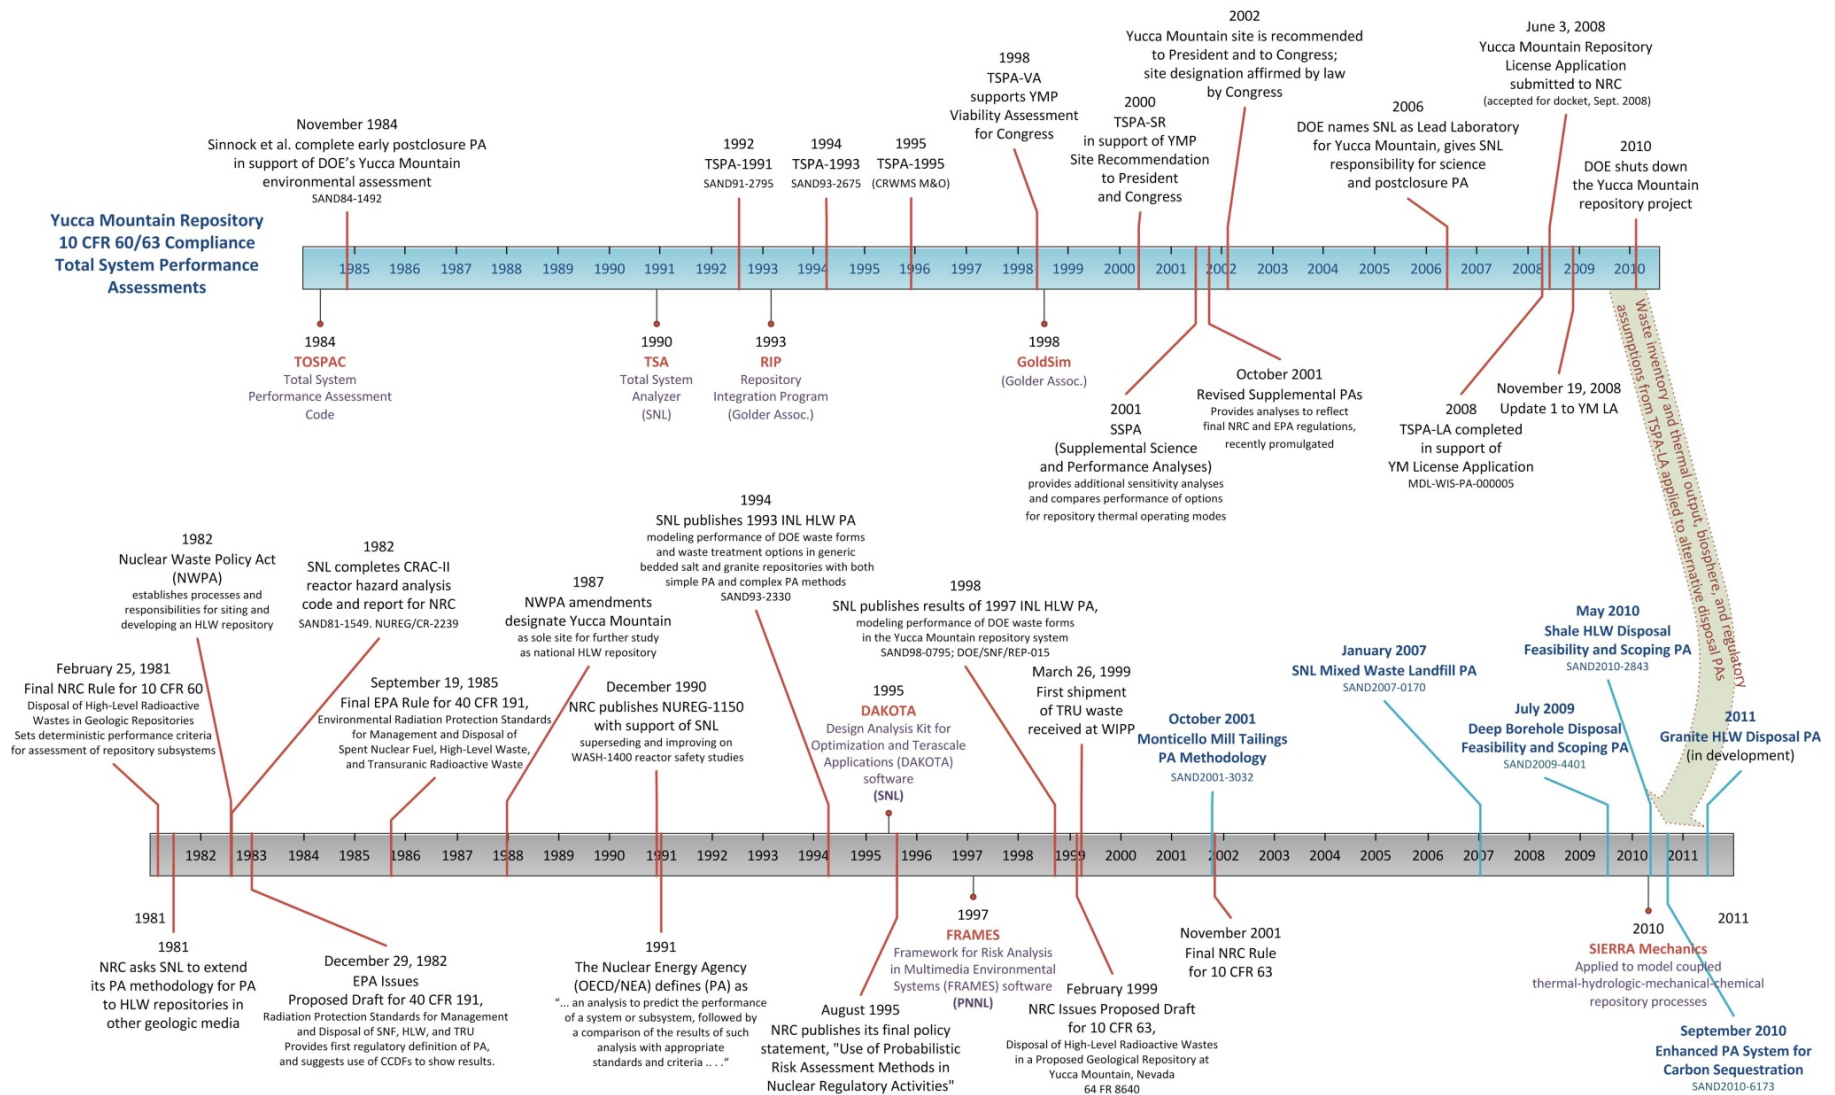 Yucca Mountain Repository
10 CFR 60/63 Compliance
Total System Performance
Assessments
November 1984
Sinnock et al. complete early postclosure PA
in support of DOE's Yucca Mountain
environmental assessment
SAND84-1492
1992
TSPA-1991
SAND91-2795
1994
TSPA-1993
SAND93-2675
1995
TSPA-1995
(CRWMS M&O)
1998
TSPA-VA
supports YMP
Viability Assessment
for Congress
2000
TSPA-SR
in support of YMP
Site Recommendation
to President
and Congress
2002
Yucca Mountain site is recommended
to President and to Congress;
site designation affirmed by law
by Congress
2006
DOE names SNL as Lead Laboratory
for Yucca Mountain, gives SNL
responsibility for science
and postclosure PA
June 3, 2008
Yucca Mountain Repository
License Application
submitted to NRC
(accepted for docket, Sept. 2008)
2010
DOE shuts down
the Yucca Mountain
repository project
1985 1986 1987 1988 1989 1990 1991 1992 1993 1994 1995 1996 1997 1998 1999 2000 2001 2002 2003 2004 2005 2006 2007 2008 2009 2010
1984
TOSPAC
Total System
Performance Assessment
Code
1990
TSA
Total System
Analyzer
(SNL)
1993
RIP
Repository
Integration Program
(Golder Assoc.)
1998
GoldSim
(Golder Assoc.)
2001
SSPA
(Supplemental Science
and Performance Analyses)
provides additional sensitivity analyses
and compares performance of options
for repository thermal operating modes
October 2001
Revised Supplemental PAs
Provides analyses to reflect
final NRC and EPA regulations,
recently promulgated
2008
TSPA-LA completed
in support of
YM License Application
MDL-WIS-PA-000005
November 19, 2008
Update 1 to YM LA
Waste inventory and thermal output, biosphere, and regulatory
assumptions from TSPA-LA applied to alternative disposal PAs
February 25, 1981
Final NRC Rule for 10 CFR 60
Disposal of High-Level Radioactive
Wastes in Geologic Repositories
Sets deterministic performance criteria
for assessment of repository subsystems
1982
Nuclear Waste Policy Act
(NWPA)
establishes processes and
responsibilities for siting and
developing an HLW repository
1982
SNL completes CRAC-II
reactor hazard analysis
code and report for NRC
SAND81-1549. NUREG/CR-2239
September 19, 1985
Final EPA Rule for 40 CFR 191,
Environmental Radiation Protection Standards
for Management and Disposal of
Spent Nuclear Fuel, High-Level Waste,
and Transuranic Radioactive Waste
1987
NWPA amendments
designate Yucca Mountain
as sole site for further study
as national HLW repository
December 1990
NRC publishes NUREG-1150
with support of SNL
superseding and improving on
WASH-1400 reactor safety studies
1994
SNL publishes 1993 INL HLW PA
modeling performance of DOE waste forms
and waste treatment options in generic
bedded salt and granite repositories with both
simple PA and complex PA methods
SAND93-2330
1995
DAKOTA
Design Analysis Kit for
Optimization and Terascale
Applications (DAKOTA)
software
(SNL)
1998
SNL publishes results of 1997 INL HLW PA,
modeling performance of DOE waste forms
in the Yucca Mountain repository system
SAND98-0795; DOE/SNF/REP-015
March 26, 1999
First shipment
of TRU waste
received at WIPP
October 2001
Monticello Mill Tailings
PA Methodology
SAND2001-3032
January 2007
SNL Mixed Waste Landfill PA
SAND2007-0170
July 2009
Deep Borehole Disposal
Feasibility and Scoping PA
SAND2009-4401
May 2010
Shale HLW Disposal
Feasibility and Scoping PA
SAND2010-2843
2011
Granite HLW Disposal PA
(in development)
1982 1983 1984 1985 1986 1987 1988 1989 1990 1991 1992 1993 1994 1995 1996 1997 1998 1999 2000 2001 2002 2003 2004 2005 2006 2007 2008 2009 2010 2011
1981
1981
NRC asks SNL to extend
its PA methodology for PA
to HLW repositories in
other geologic media
December 29, 1982
EPA Issues
Proposed Draft for 40 CFR 191,
Radiation Protection Standards for Management
and Disposal of SNF, HLW, and TRU
Provides first regulatory definition of PA,
and suggests use of CCDFs to show results.
1991
The Nuclear Energy Agency
(OECD/NEA) defines (PA) as
"... an analysis to predict the performance
of a system or subsystem, followed by
a comparison of the results of such
analysis with appropriate
standards and criteria .. . ."
August 1995
NRC publishes its final policy
statement, "Use of Probabilistic
Risk Assessment Methods in
Nuclear Regulatory Activities"
1997
FRAMES
Framework for Risk Analysis
in Multimedia Environmental
Systems (FRAMES) software
(PNNL)
February 1999
NRC Issues Proposed Draft
for 10 CFR 63,
Disposal of High-Level Radioactive Wastes
in a Proposed Geological Repository at
Yucca Mountain, Nevada
64 FR 8640
November 2001
Final NRC Rule
for 10 CFR 63
2010
SIERRA Mechanics
Applied to model coupled
thermal-hydrologic-mechanical-chemical
repository processes
2011
September 2010
Enhanced PA System for
Carbon Sequestration
SAND2010-6173